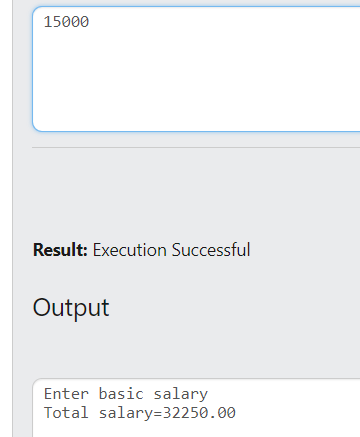 15000
Result: Execution Successful
Output
Enter basic salary
Total salary=32250.00